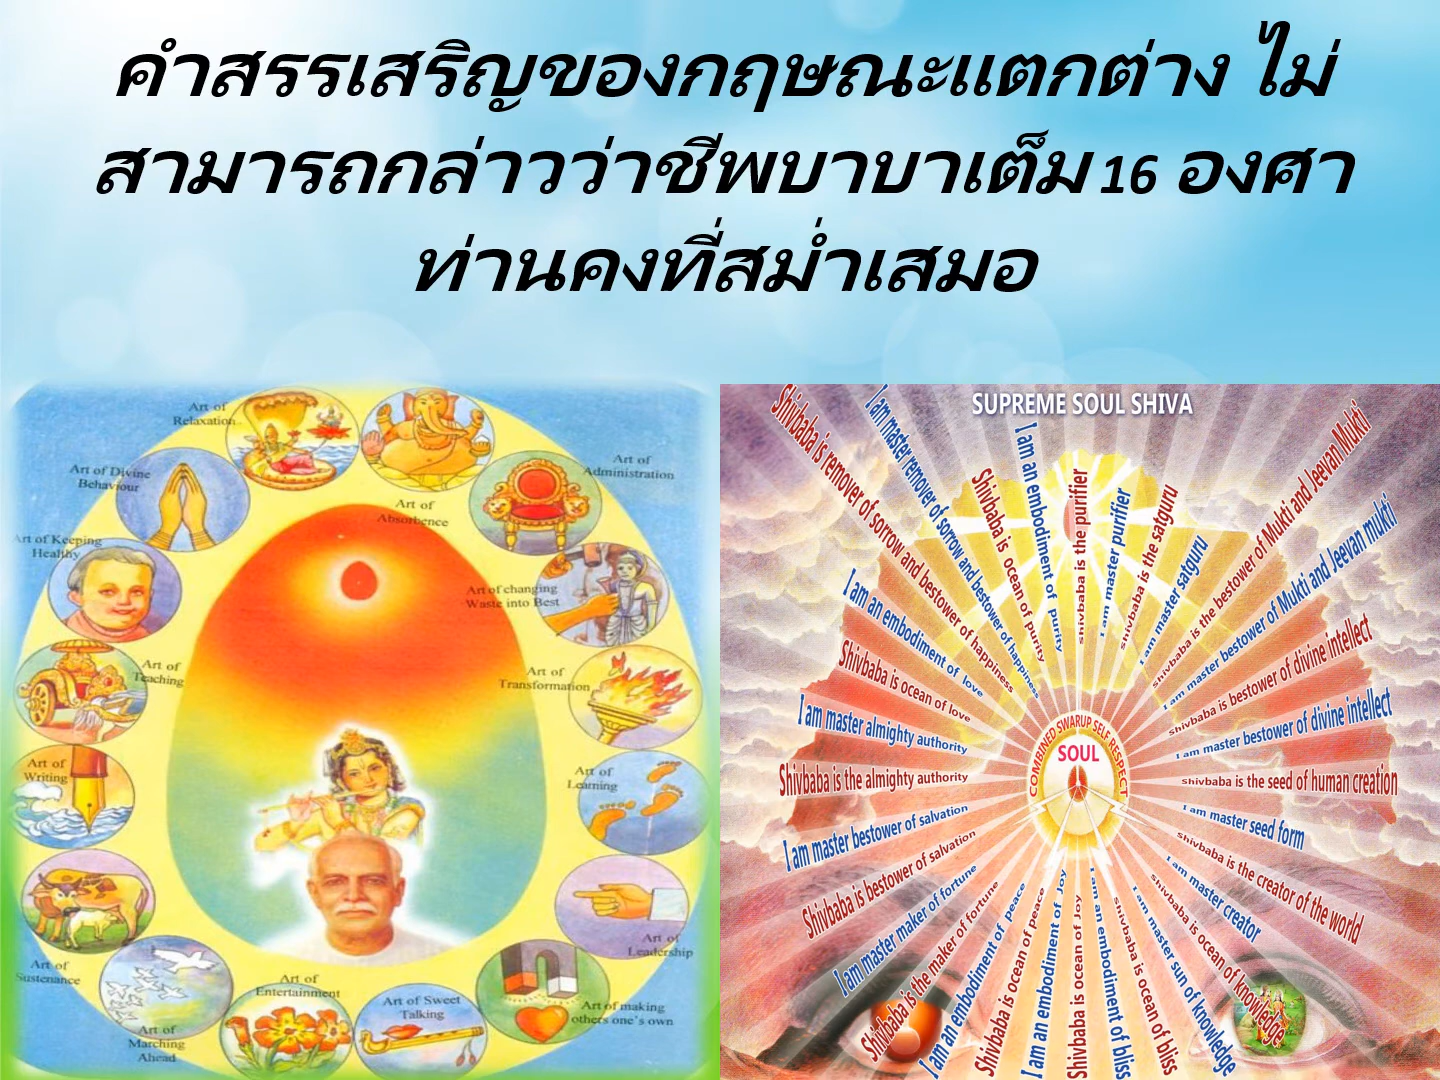 คำสรรเสริญของกฤษณะแตกต่าง ไม่
สามารถกล่าวว่าชีพบาบาเต็ม 16 องศา
ท่านคงที่สม่ำเสมอ
Art of
Relaxation
Art of
Absorbence
Art of
Administration
Art of Divine
Behaviour
Art of Keeping
Healthy
Art of changing
Waste into Best
Art of
Teaching
Art of
Transformation
Art of
Writing
Art of
Learning
Art of
Sustenance
Art of
Leadership
Art of
Marching
Ahead
Art of
Entertainment
Art of Sweet
Talking
Art of making
others one's own
SUPREME SOUL SHIVA
Shivbaba is remover of sorrow and bestower of happiness
I am master remover of sorrow and bestower of happiness
Shivbaba is ocean of purity
I am an embodiment of purity
Shivbaba is the purifier
I am master purifier
Shivbaba is the satguru
I am master satguru
Shivbaba is the bestower of Mukti and Jeevan Mukti
I am master bestower of Mukti and Jeevan mukti
Shivbaba is bestower of divine intellect
I am master bestower of divine intellect
Shivbaba is the seed of human creation
I am master seed form
Shivbaba is the creator of the world
I am master creator
Shivbaba is ocean of knowledge
I am master sun of knowledge
Shivbaba is ocean of bliss
I am an embodiment of bliss
Shivbaba is ocean of Joy
I am an embodiment of Joy
Shivbaba is ocean of peace
I am an embodiment of peace
Shivbaba is the maker of fortune
I am master maker of fortune
Shivbaba is bestower of salvation
I am master bestower of salvation
Shivbaba is the almighty authority
I am master almighty authority
Shivbaba is ocean of love
I am an embodiment of love
COMBINED SWARUP SELF RESPECT
SOUL